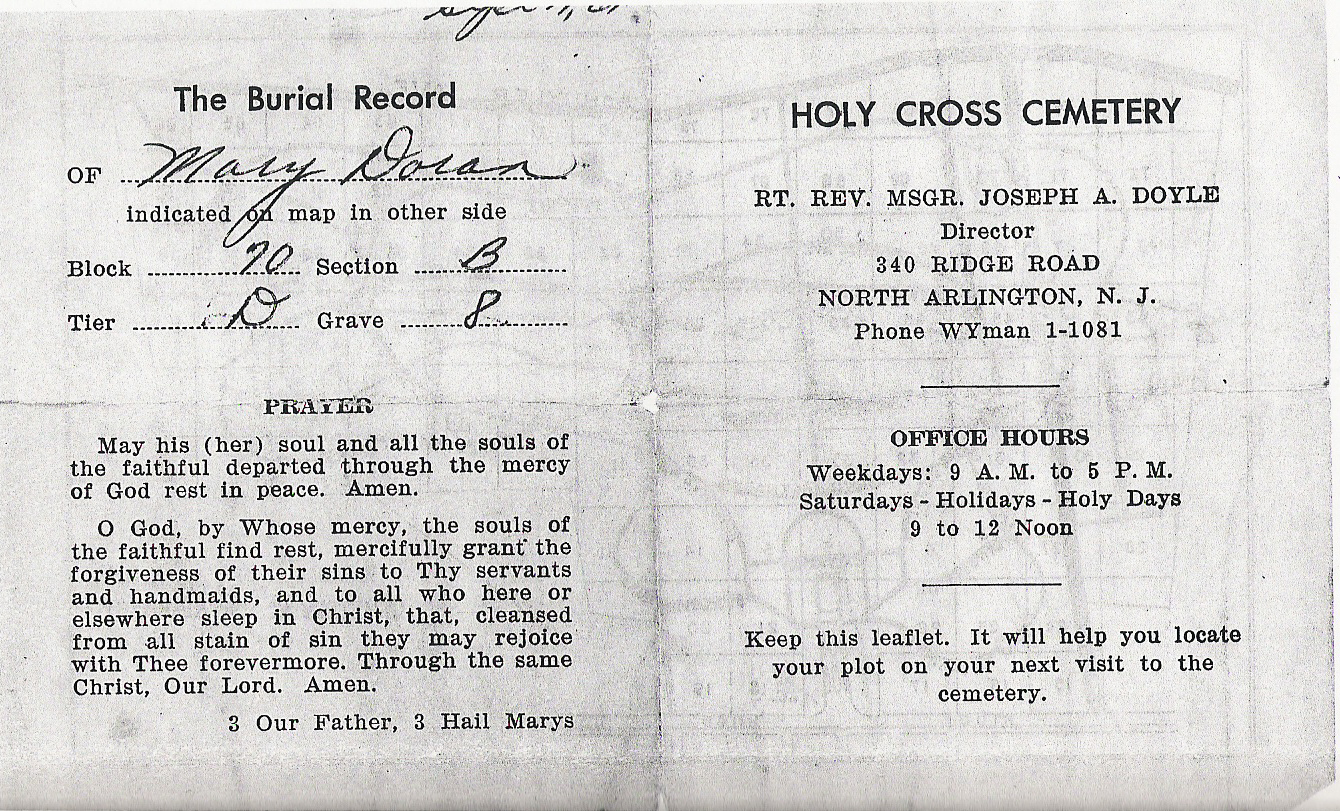 The Burial Record
OF Mary Doran
indicated on map in other side
Block 70 Section B
Tier D Grave 8
PRAYER
May his (her) soul and all the souls of
the faithful departed through the mercy
of God rest in peace. Amen.
O God, by Whose mercy, the souls of
the faithful find rest, mercifully grant the
forgiveness of their sins to Thy servants
and handmaids, and to all who here or
elsewhere sleep in Christ, that, cleansed
from all stain of sin they may rejoice
with Thee forevermore. Through the same
Christ, Our Lord. Amen.
3 Our Father, 3 Hail Marys
HOLY CROSS CEMETERY
RT. REV. MSGR. JOSEPH A. DOYLE
Director
340 RIDGE ROAD
NORTH ARLINGTON, N. J.
Phone WYman 1-1081
OFFICE HOURS
Weekdays: 9 A. M. to 5 P. M.
Saturdays - Holidays - Holy Days
9 to 12 Noon
Keep this leaflet. It will help you locate
your plot on your next visit to the
cemetery.